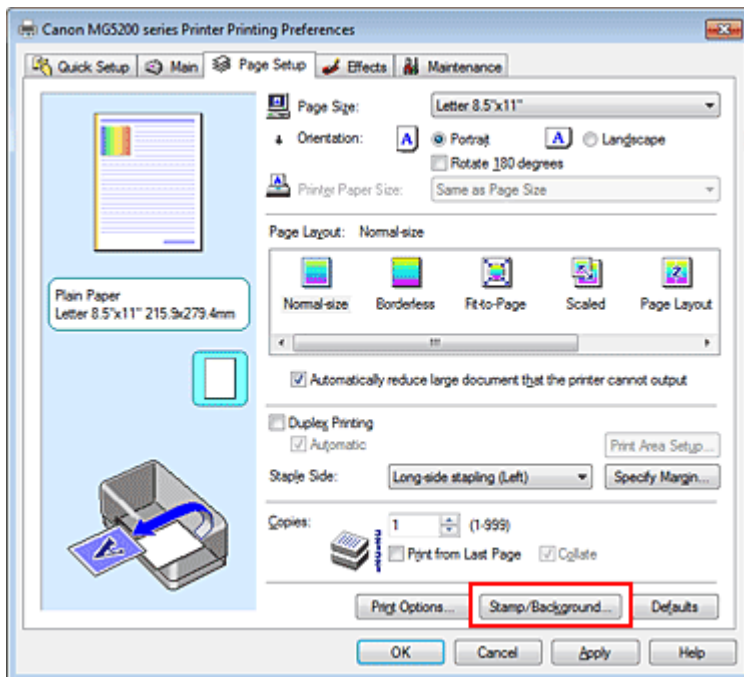 Canon MG5200 series Printer Printing Preferences
Quick Setup Main Page Setup Effects Maintenance
Page Size: Letter 8.5"x11"
Orientation: A Portrait A Landscape
Rotate 180 degrees
Printer Paper Size: Same as Page Size
Page Layout: Normal-size
Normal-size Borderless Fit-to-Page Scaled Page Layout
Plain Paper
Letter 8.5"x11" 215.9x279.4mm
Automatically reduce large document that the printer cannot output
Duplex Printing
Automatic Print Area Setup...
Staple Side: Long-side stapling (Left) Specify Margin...
Copies: 1 (1-999)
Print from Last Page Collate
Print Options... Stamp/Background... Defaults
OK Cancel Apply Help